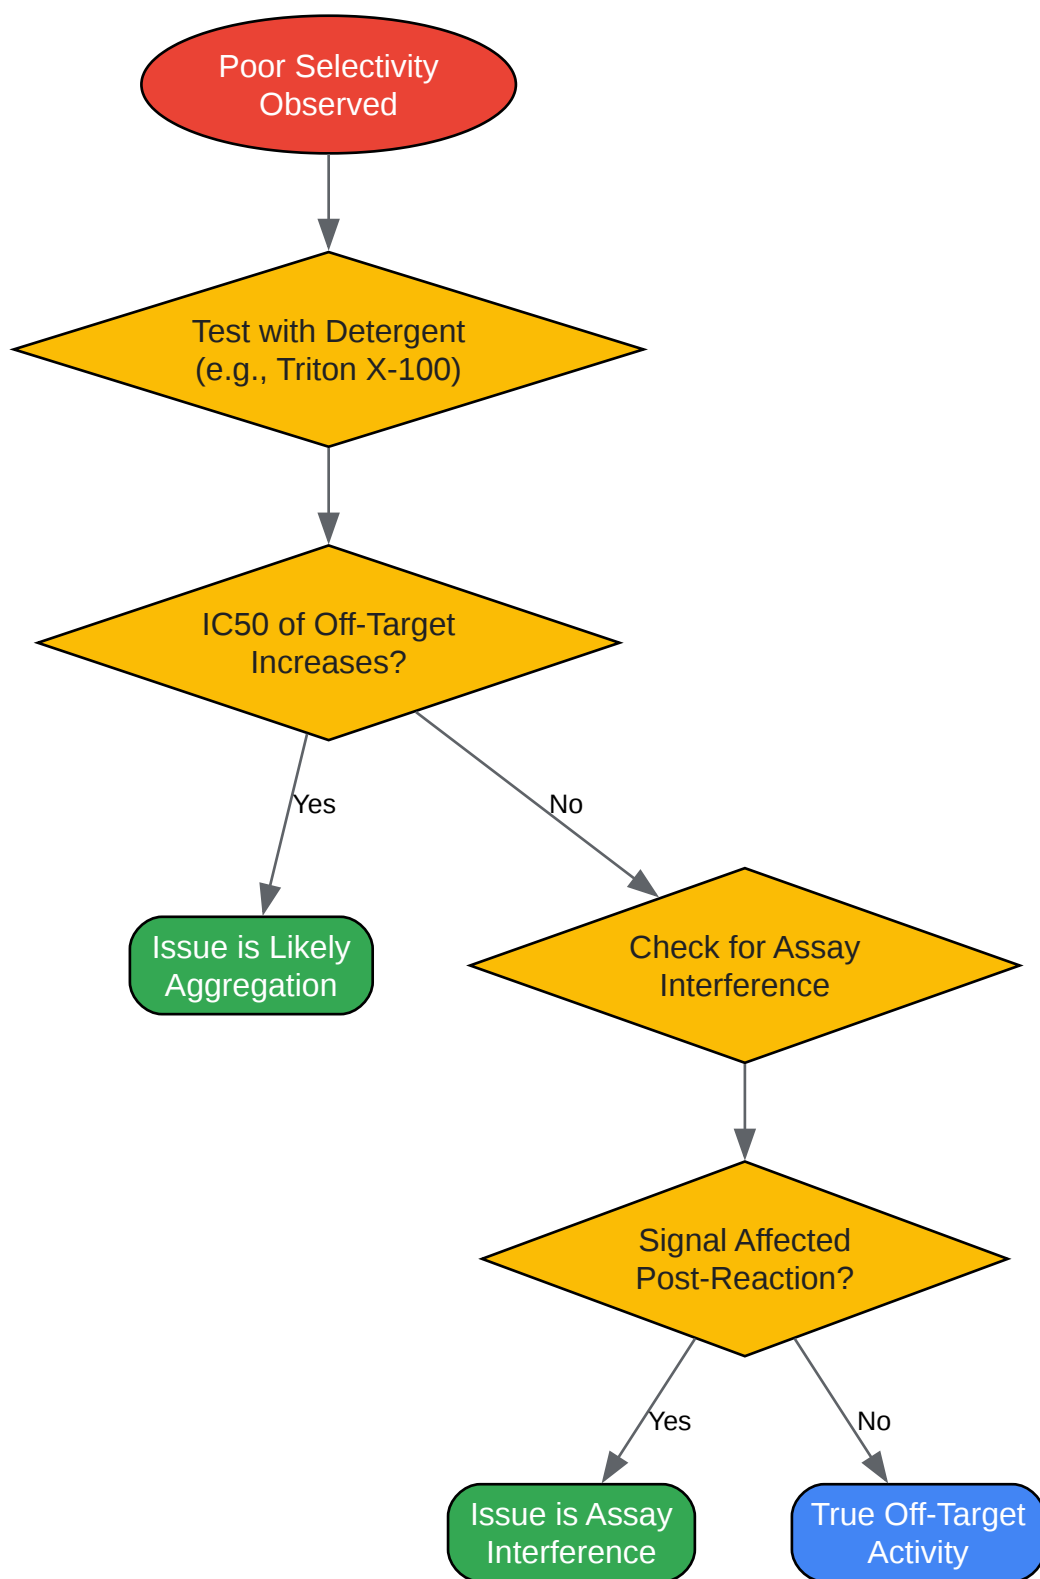 Poor Selectivity
Observed
Test with Detergent
(e.g., Triton X-100)
IC50 of Off-Target
Increases?
Yes
No
Issue is Likely
Aggregation
Check for Assay
Interference
Signal Affected
Post-Reaction?
Yes
No
Issue is Assay
Interference
True Off-Target
Activity